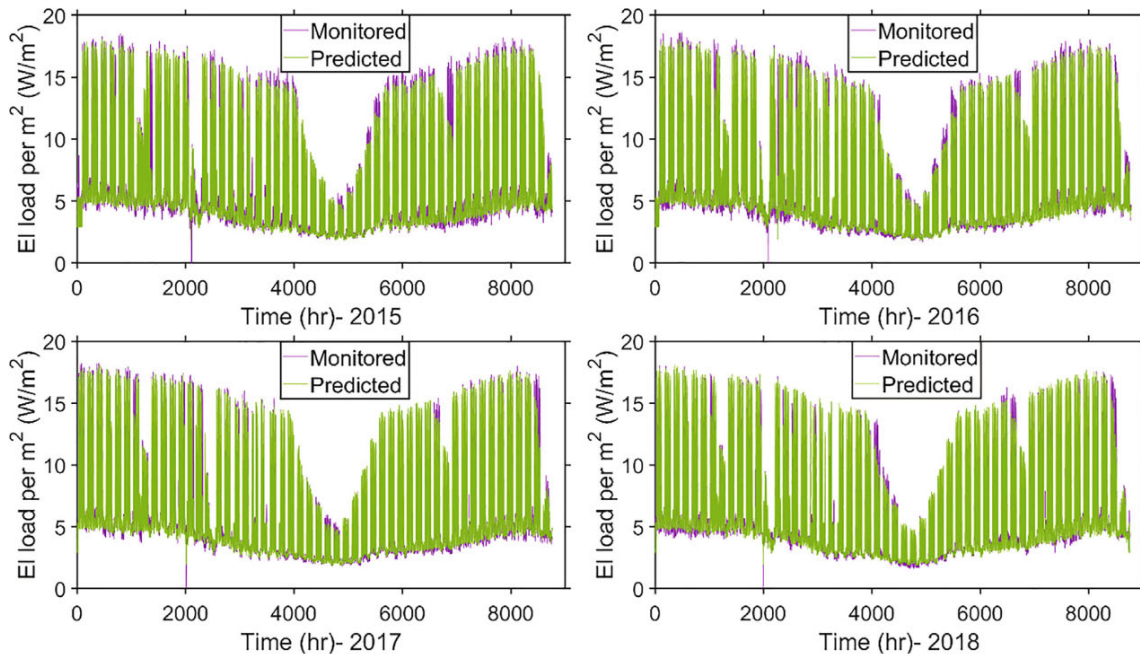 20
15
10
5
0
El load per m² (W/m²)
Monitored
Predicted
0 2000 4000 6000 8000
Time (hr)- 2015
20
15
10
5
0
El load per m² (W/m²)
Monitored
Predicted
0 2000 4000 6000 8000
Time (hr)- 2016
20
15
10
5
0
El load per m² (W/m²)
Monitored
Predicted
0 2000 4000 6000 8000
Time (hr)- 2017
20
15
10
5
0
El load per m² (W/m²)
Monitored
Predicted
0 2000 4000 6000 8000
Time (hr)- 2018